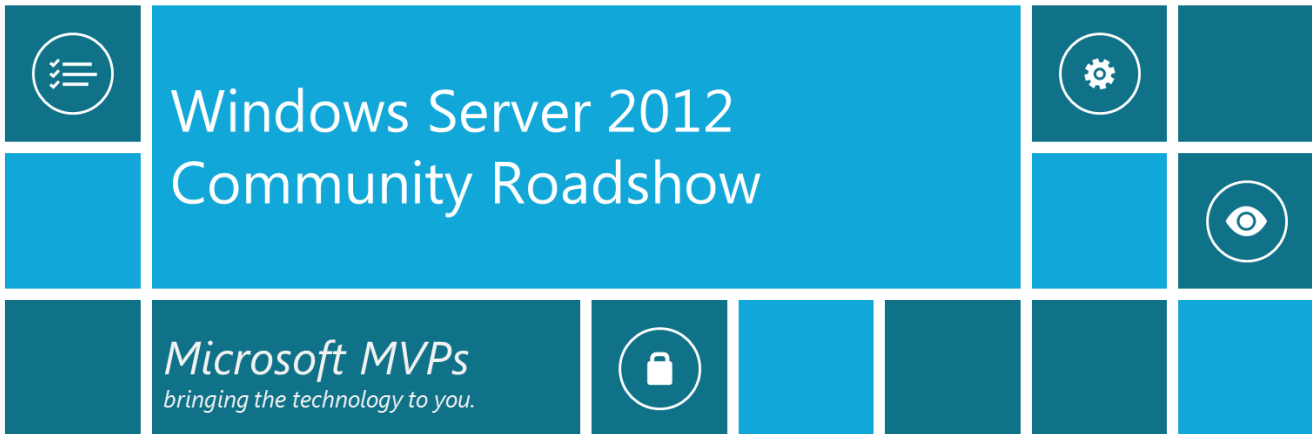 Windows Server 2012
Community Roadshow
Microsoft MVPs
bringing the technology to you.